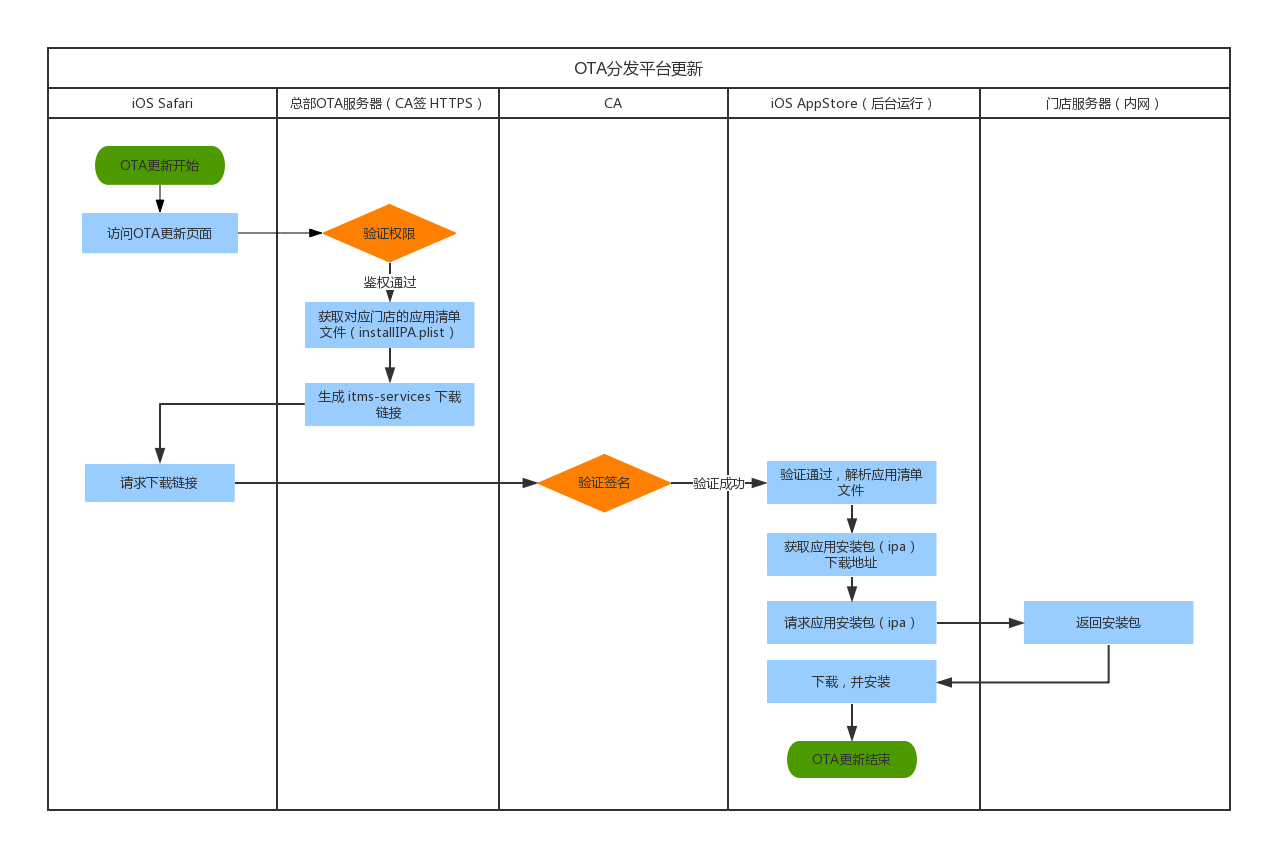 OTA分发平台更新
iOS Safari
总部OTA服务器（CA签 HTTPS）
CA
iOS AppStore（后台运行）
门店服务器（内网）
OTA更新开始
访问OTA更新页面
验证权限
鉴权通过
获取对应门店的应用清单
文件（installIPA.plist）
生成 itms-services 下载
链接
请求下载链接
验证签名
验证成功
验证通过，解析应用清单
文件
获取应用安装包（ipa）
下载地址
请求应用安装包（ipa）
返回安装包
下载，并安装
OTA更新结束